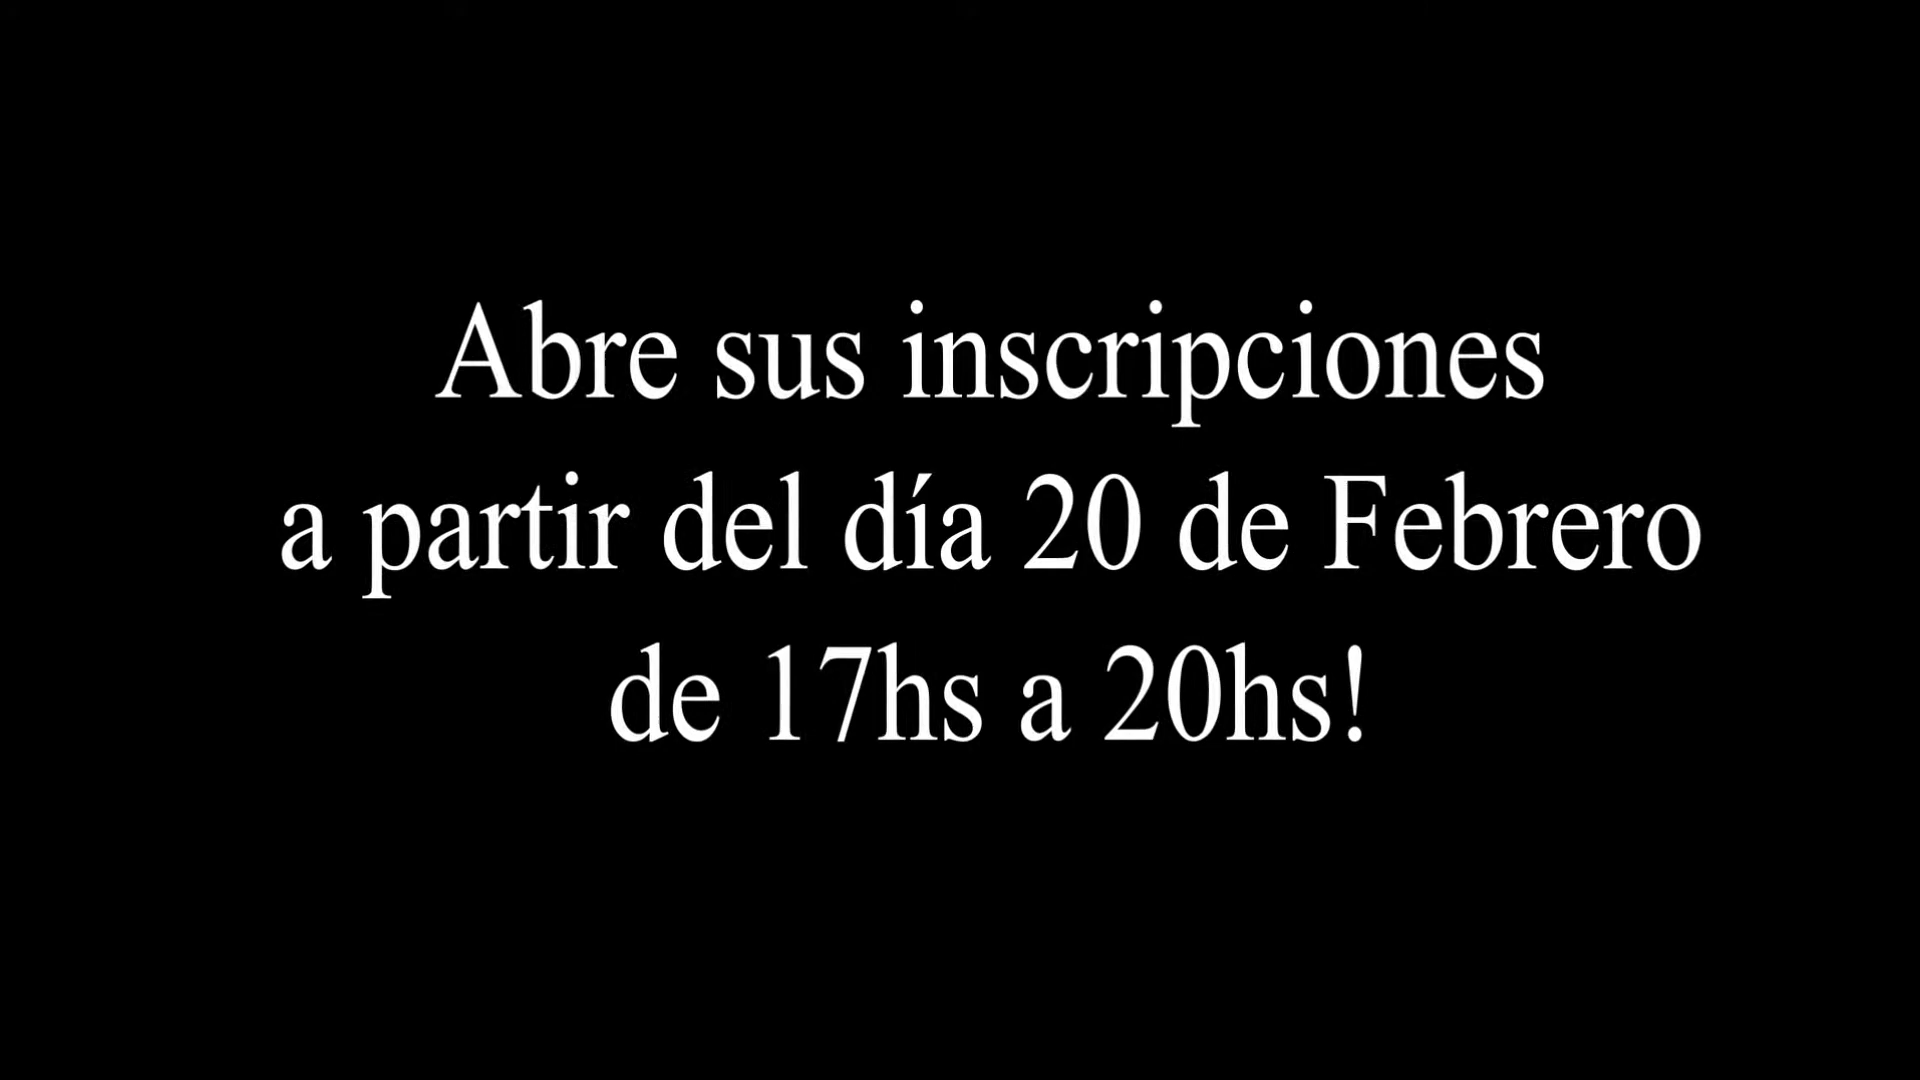 Abre sus inscripciones
a partir del día 20 de Febrero
de 17hs a 20hs!